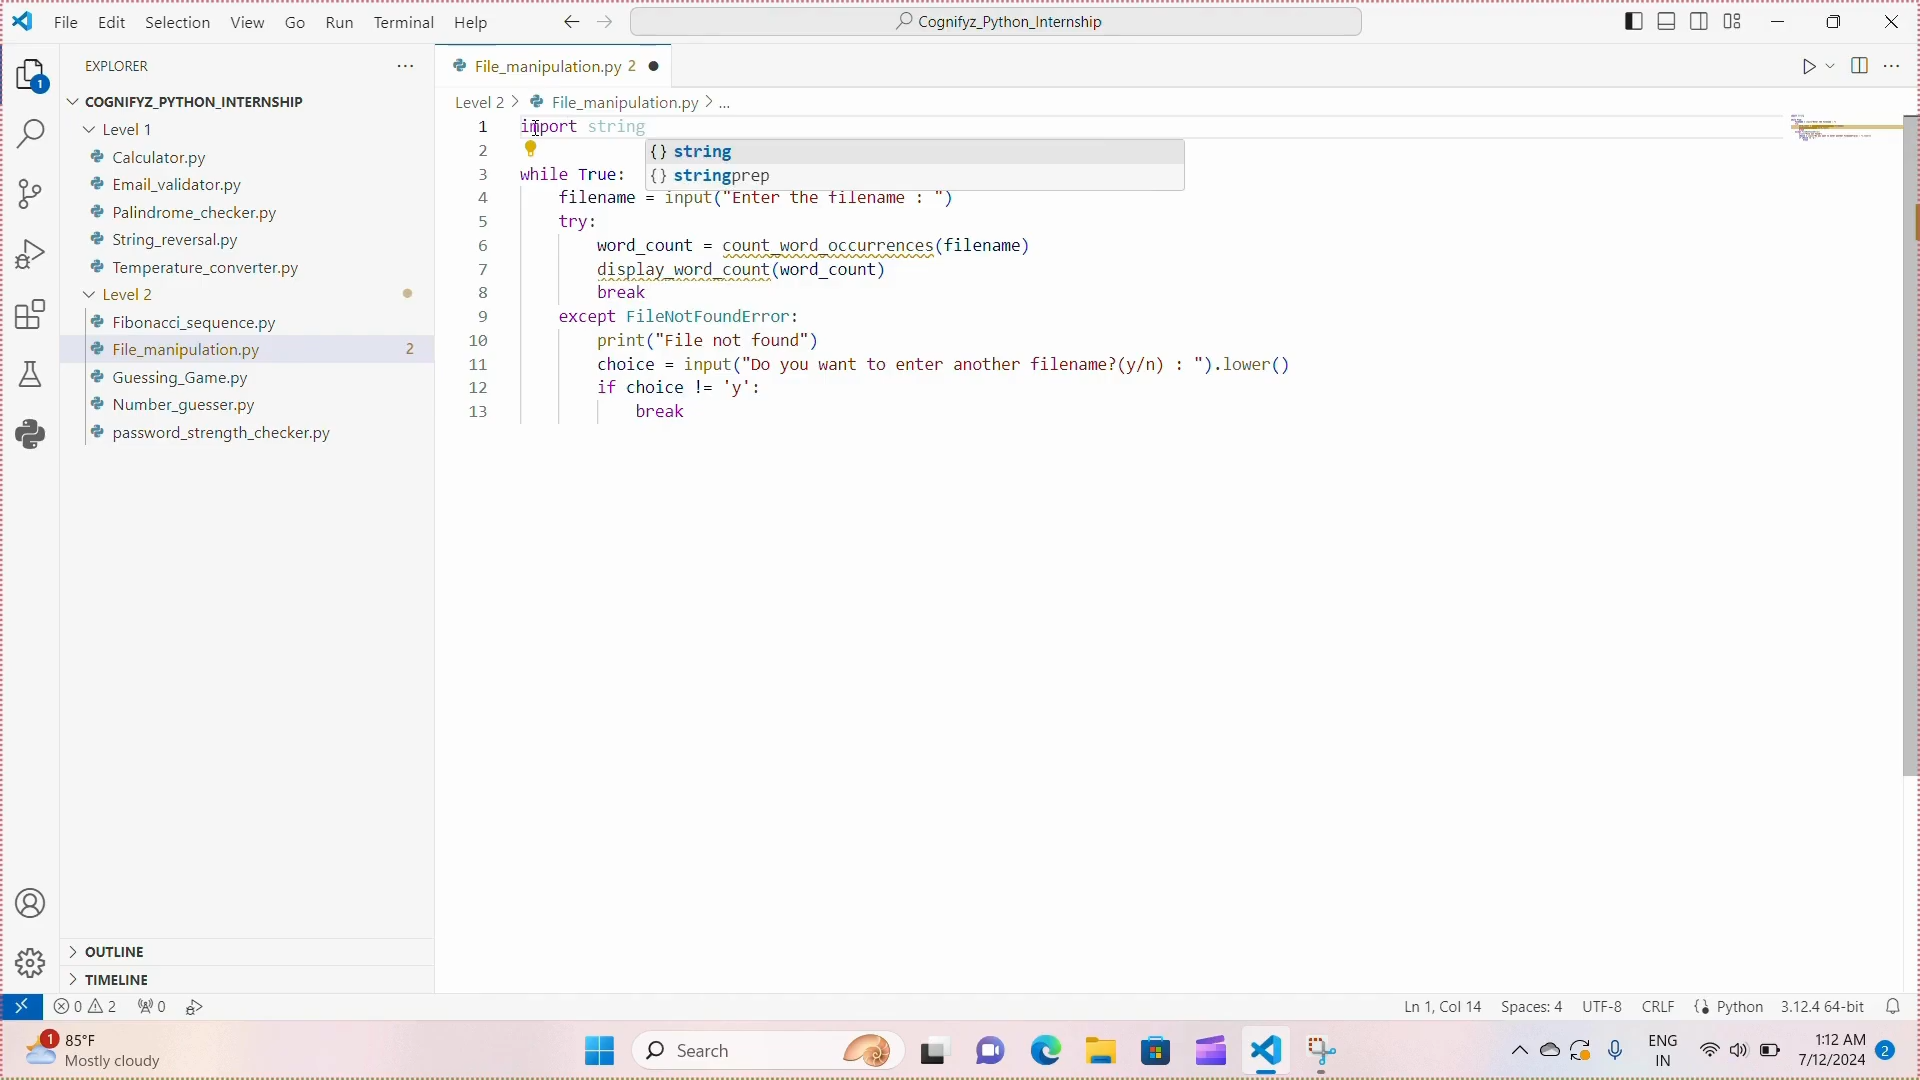 File Edit Selection View Go Run Terminal Help
Cognifyz_Python_Internship
EXPLORER
COGNIFYZ_PYTHON_INTERNSHIP
Level 1
Calculator.py
Email_validator.py
Palindrome_checker.py
String_reversal.py
Temperature_converter.py
Level 2
Fibonacci_sequence.py
File_manipulation.py 2
Guessing_Game.py
Number_guesser.py
password_strength_checker.py
OUTLINE
TIMELINE
1
File_manipulation.py 2
Level 2 > File_manipulation.py > ...
1 import string
2
{} string
{} stringprep
3 while True:
4 filename = input("Enter the filename : ")
5 try:
6 word_count = count_word_occurrences(filename)
7 display_word_count(word_count)
8 break
9 except FileNotFoundError:
10 print("File not found")
11 choice = input("Do you want to enter another filename?(y/n) : ").lower()
12 if choice != 'y':
13 break
0 2 0
Ln 1, Col 14 Spaces: 4 UTF-8 CRLF Python 3.12.4 64-bit
1
85°F
Mostly cloudy
Search
ENG
IN
1:12 AM
7/12/2024
2